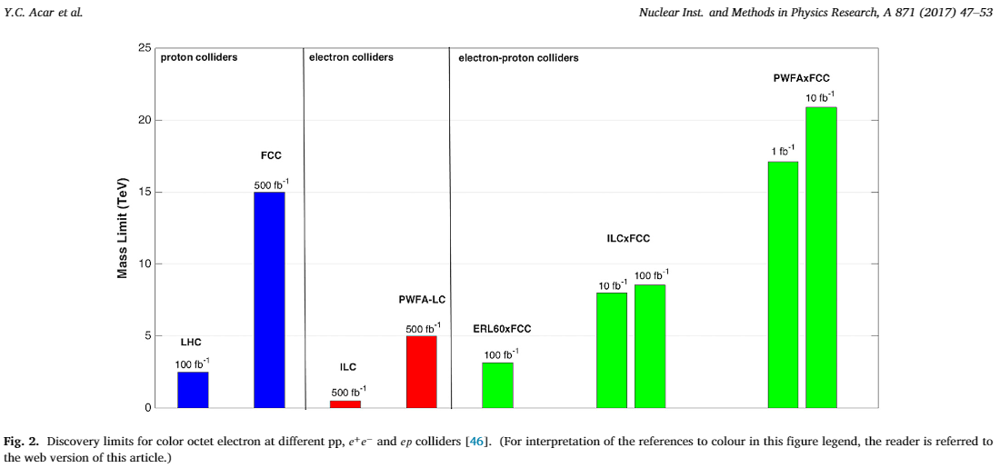 Y.C. Acar et al.
Nuclear Inst. and Methods in Physics Research, A 871 (2017) 47–53
25
20
15
10
5
0
Mass Limit (TeV)
proton colliders
electron colliders
electron-proton colliders
LHC
100 fb⁻¹
FCC
500 fb⁻¹
ILC
500 fb⁻¹
PWFA-LC
500 fb⁻¹
ERL60xFCC
100 fb⁻¹
ILCxFCC
10 fb⁻¹
100 fb⁻¹
PWFAxFCC
1 fb⁻¹
10 fb⁻¹
Fig. 2. Discovery limits for color octet electron at different pp, e⁺e⁻ and ep colliders [46]. (For interpretation of the references to colour in this figure legend, the reader is referred to
the web version of this article.)